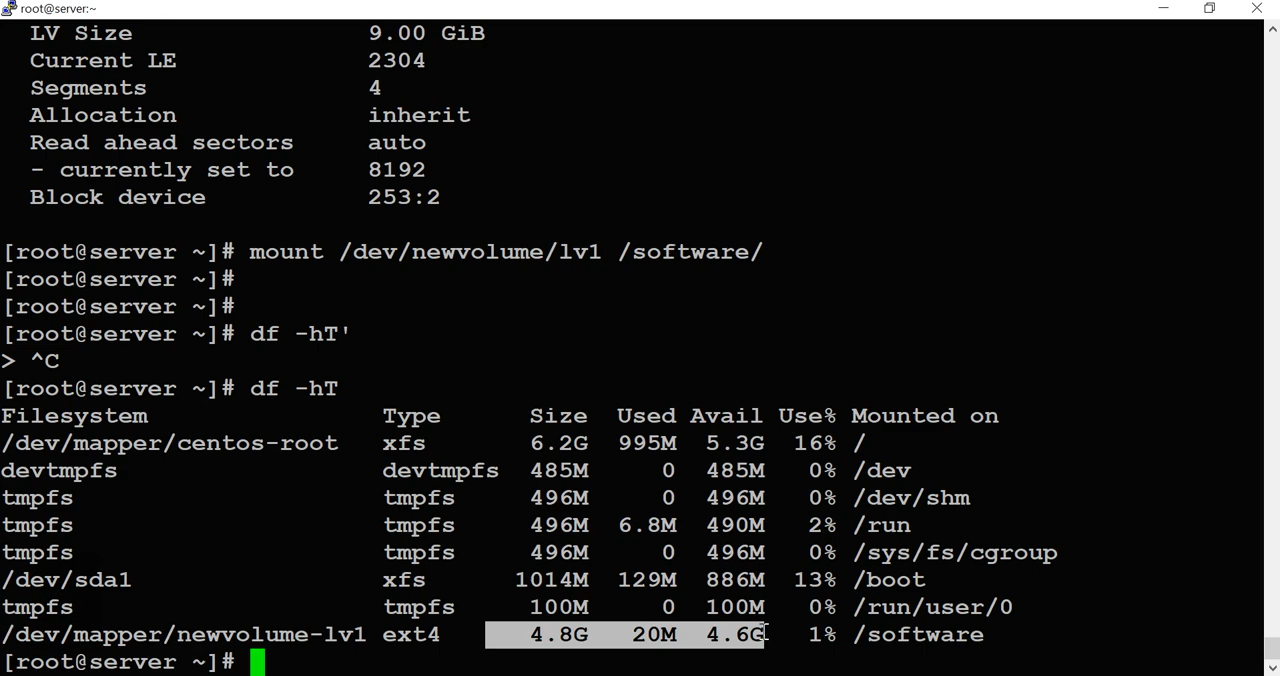 root@server:~
LV Size 9.00 GiB
Current LE 2304
Segments 4
Allocation inherit
Read ahead sectors auto
- currently set to 8192
Block device 253:2
[root@server ~]# mount /dev/newvolume/lv1 /software/
[root@server ~]#
[root@server ~]#
[root@server ~]# df -hT'
> ^C
[root@server ~]# df -hT
Filesystem Type Size Used Avail Use% Mounted on
/dev/mapper/centos-root xfs 6.2G 995M 5.3G 16% /
devtmpfs devtmpfs 485M 0 485M 0% /dev
tmpfs tmpfs 496M 0 496M 0% /dev/shm
tmpfs tmpfs 496M 6.8M 490M 2% /run
tmpfs tmpfs 496M 0 496M 0% /sys/fs/cgroup
/dev/sda1 xfs 1014M 129M 886M 13% /boot
tmpfs tmpfs 100M 0 100M 0% /run/user/0
/dev/mapper/newvolume-lv1 ext4 4.8G 20M 4.6G 1% /software
[root@server ~]#